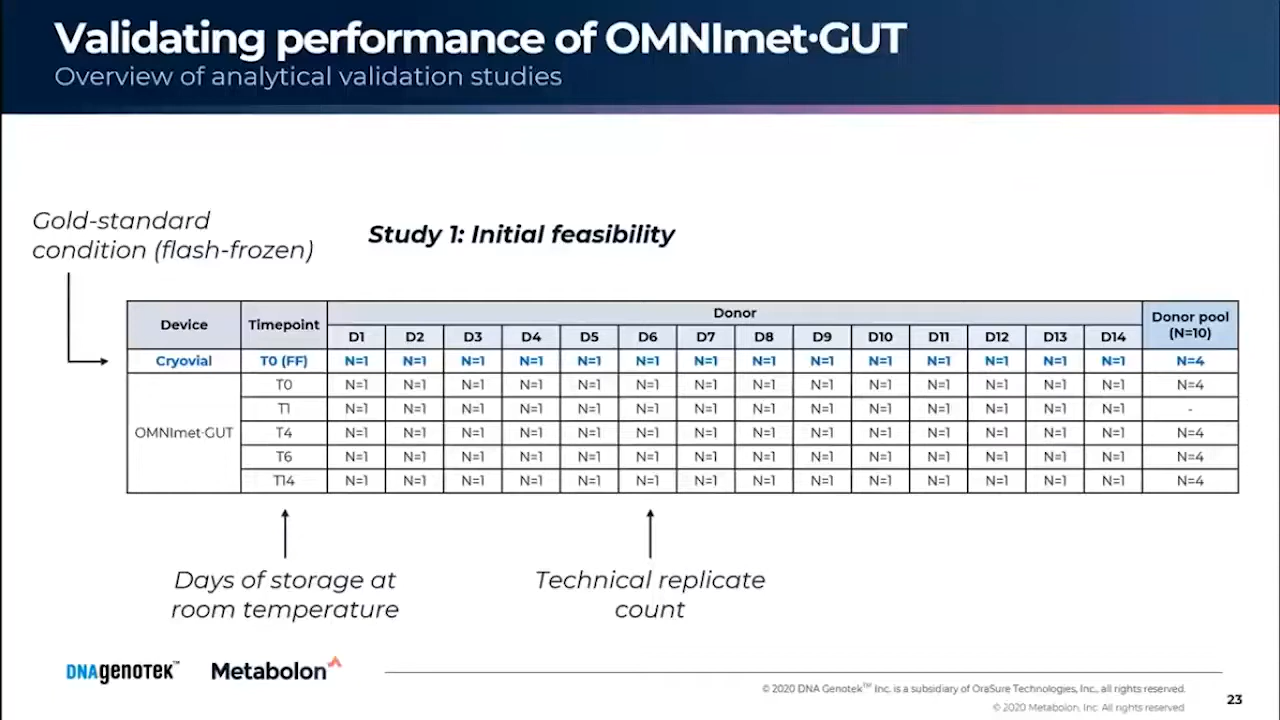 Validating performance of OMNImet•GUT
Overview of analytical validation studies
Gold-standard
condition (flash-frozen)
Study 1: Initial feasibility
Device Timepoint Donor Donor pool (N=10)
D1 D2 D3 D4 D5 D6 D7 D8 D9 D10 D11 D12 D13 D14
Cryovial T0 (FF) N=1 N=1 N=1 N=1 N=1 N=1 N=1 N=1 N=1 N=1 N=1 N=1 N=1 N=1 N=4
OMNImet·GUT
T0 N=1 N=1 N=1 N=1 N=1 N=1 N=1 N=1 N=1 N=1 N=1 N=1 N=1 N=1 N=4
T1 N=1 N=1 N=1 N=1 N=1 N=1 N=1 N=1 N=1 N=1 N=1 N=1 N=1 N=1 -
T4 N=1 N=1 N=1 N=1 N=1 N=1 N=1 N=1 N=1 N=1 N=1 N=1 N=1 N=1 N=4
T6 N=1 N=1 N=1 N=1 N=1 N=1 N=1 N=1 N=1 N=1 N=1 N=1 N=1 N=1 N=4
T14 N=1 N=1 N=1 N=1 N=1 N=1 N=1 N=1 N=1 N=1 N=1 N=1 N=1 N=1 N=4
Days of storage at
room temperature
Technical replicate
count
DNAgenotek™ Metabolon
© 2020 DNA Genotek™ Inc. is a subsidiary of OraSure Technologies, Inc., all rights reserved.
© 2020 Metabolon, Inc. All rights reserved.
23